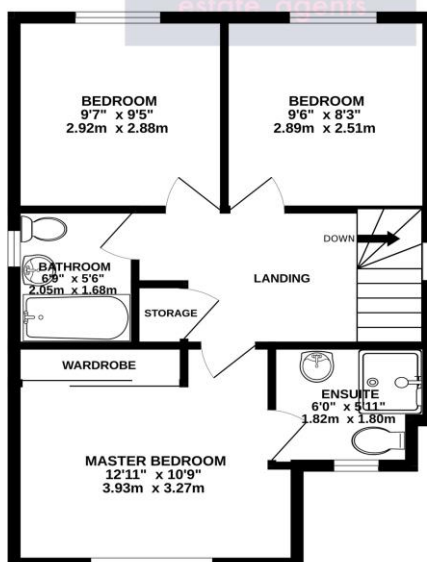 estate agents
BEDROOM
9'7" x 9'5"
2.92m x 2.88m
BEDROOM
9'6" x 8'3"
2.89m x 2.51m
DOWN
BATHROOM
6'9" x 5'6"
2.05m x 1.68m
LANDING
STORAGE
WARDROBE
ENSUITE
6'0" x 5'11"
1.82m x 1.80m
MASTER BEDROOM
12'11" x 10'9"
3.93m x 3.27m